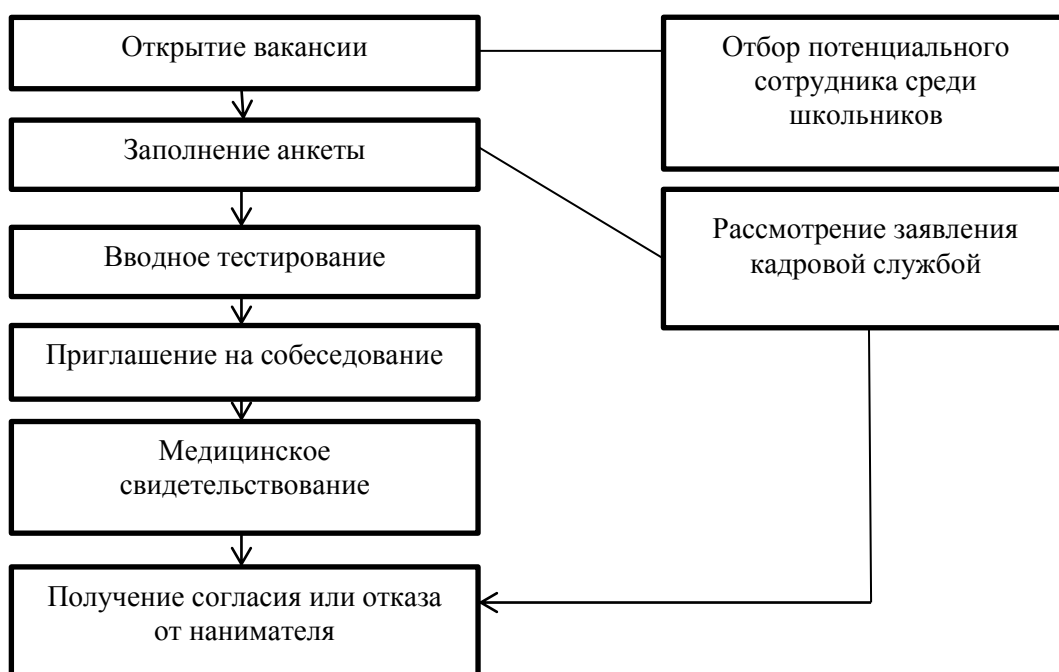 Открытие вакансии
Отбор потенциального
сотрудника среди
школьников
Заполнение анкеты
Рассмотрение заявления
кадровой службой
Вводное тестирование
Приглашение на собеседование
Медицинское
свидетельствование
Получение согласия или отказа
от нанимателя